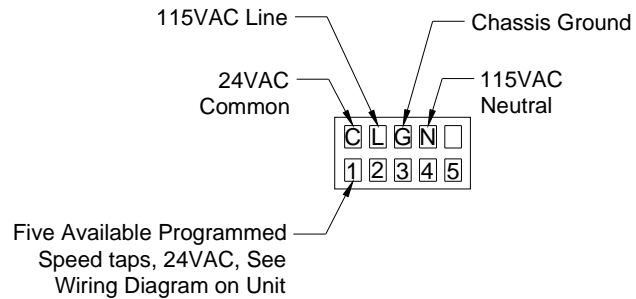 115VAC Line
Chassis Ground
24VAC
Common
115VAC
Neutral
C L G N
1 2 3 4 5
Five Available Programmed
Speed taps, 24VAC, See
Wiring Diagram on Unit